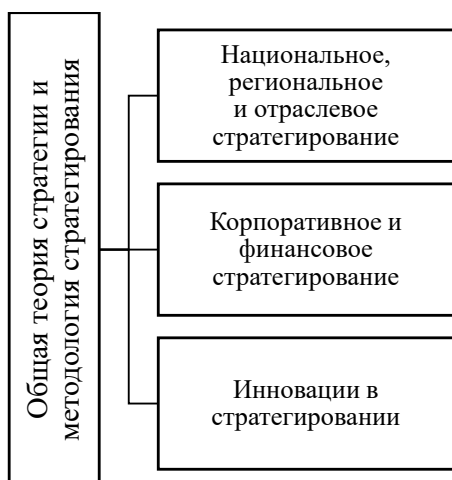 Общая теория стратегии и
методология стратегирования
Национальное,
региональное
и отраслевое
стратегирование
Корпоративное и
финансовое
стратегирование
Инновации в
стратегировании